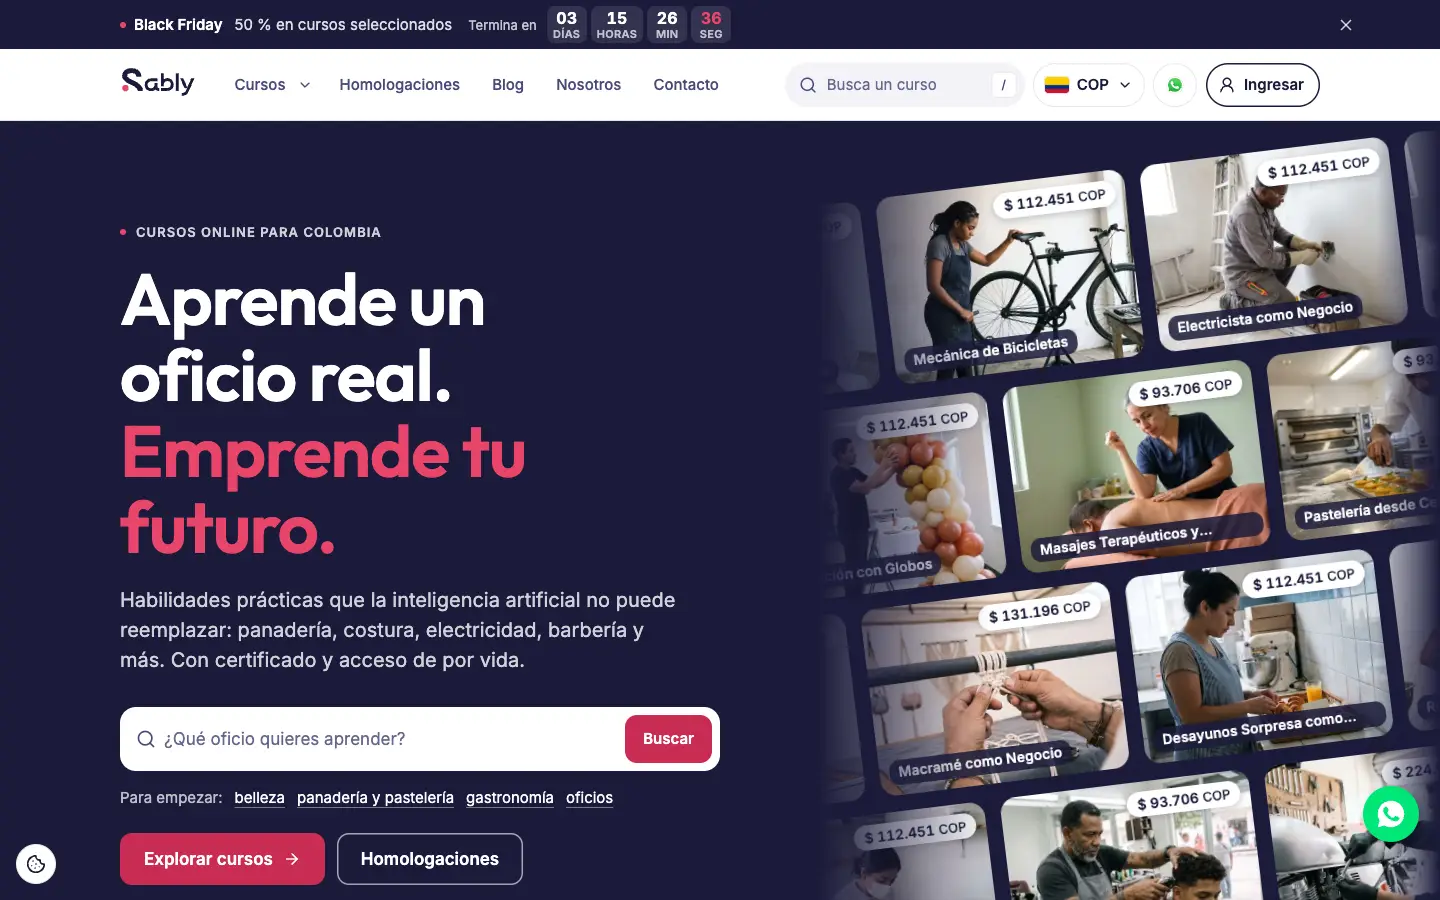 Black Friday 50 % en cursos seleccionados Termina en 03 DÍAS 15 HORAS 26 MIN 36 SEG
Sably Cursos Homologaciones Blog Nosotros Contacto Busca un curso / COP Ingresar
CURSOS ONLINE PARA COLOMBIA
Aprende un
oficio real.
Emprende tu
futuro.
Habilidades prácticas que la inteligencia artificial no puede
reemplazar: panadería, costura, electricidad, barbería y
más. Con certificado y acceso de por vida.
¿Qué oficio quieres aprender? Buscar
Para empezar: belleza panadería y pastelería gastronomía oficios
Explorar cursos Homologaciones
$ 112.451 COP
Mecánica de Bicicletas
$ 112.451 COP
Electricista como Negocio
$ 112.451 COP
con Globos
$ 93.706 COP
Masajes Terapéuticos y...
$ 93.
Pastelería desde
$ 131.196 COP
Macramé como Negocio
$ 112.451 COP
Desayunos Sorpresa como...
$ 112.451 COP
$ 93.706 COP
$ 224.